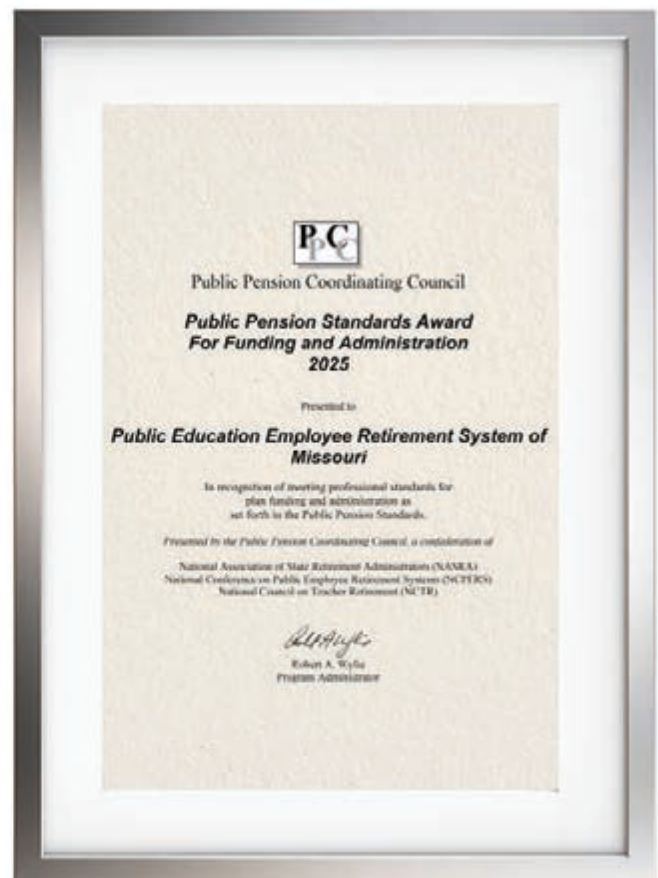 PPCC
Public Pension Coordinating Council
Public Pension Standards Award
For Funding and Administration
2025
Presented to
Public Education Employee Retirement System of
Missouri
In recognition of meeting professional standards for
plan funding and administration as
set forth in the Public Pension Standards.
Presented by the Public Pension Coordinating Council, a confederation of
National Association of State Retirement Administrators (NASRA)
National Conference on Public Employee Retirement Systems (NCPERS)
National Council on Teacher Retirement (NCTR)
Robert A. Wylie
Program Administrator